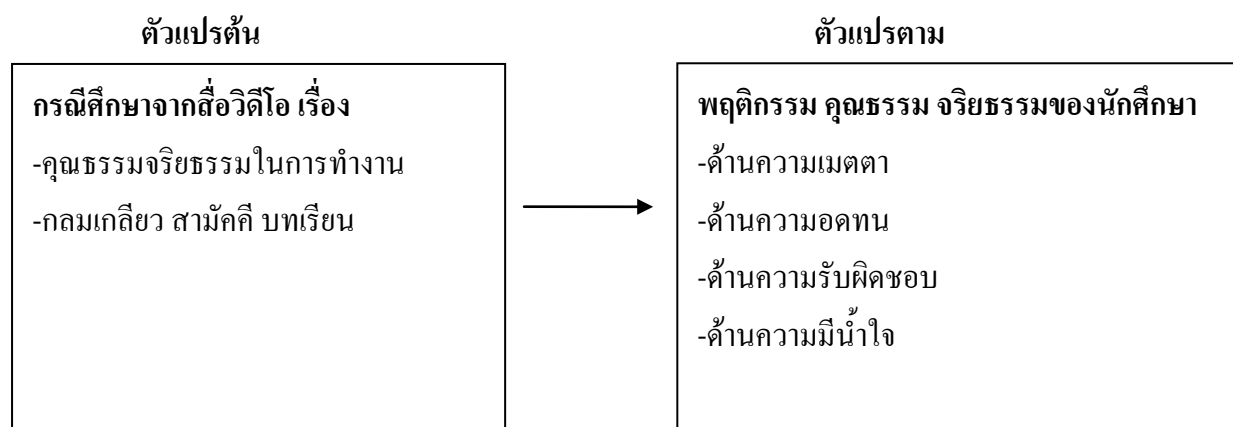 ตัวแปรต้น
ตัวแปรตาม
กรณีศึกษาจากสื่อวิดีโอ เรื่อง
-คุณธรรมจริยธรรมในการทำงาน
-กลมเกลียว สามัคคี บทเรียน
พฤติกรรม คุณธรรม จริยธรรมของนักศึกษา
-ด้านความเมตตา
-ด้านความอดทน
-ด้านความรับผิดชอบ
-ด้านความมีน้ำใจ